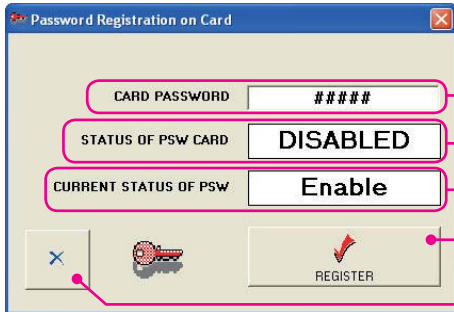 Password Registration on Card
CARD PASSWORD #####
STATUS OF PSW CARD DISABLED
CURRENT STATUS OF PSW Enable
REGISTER